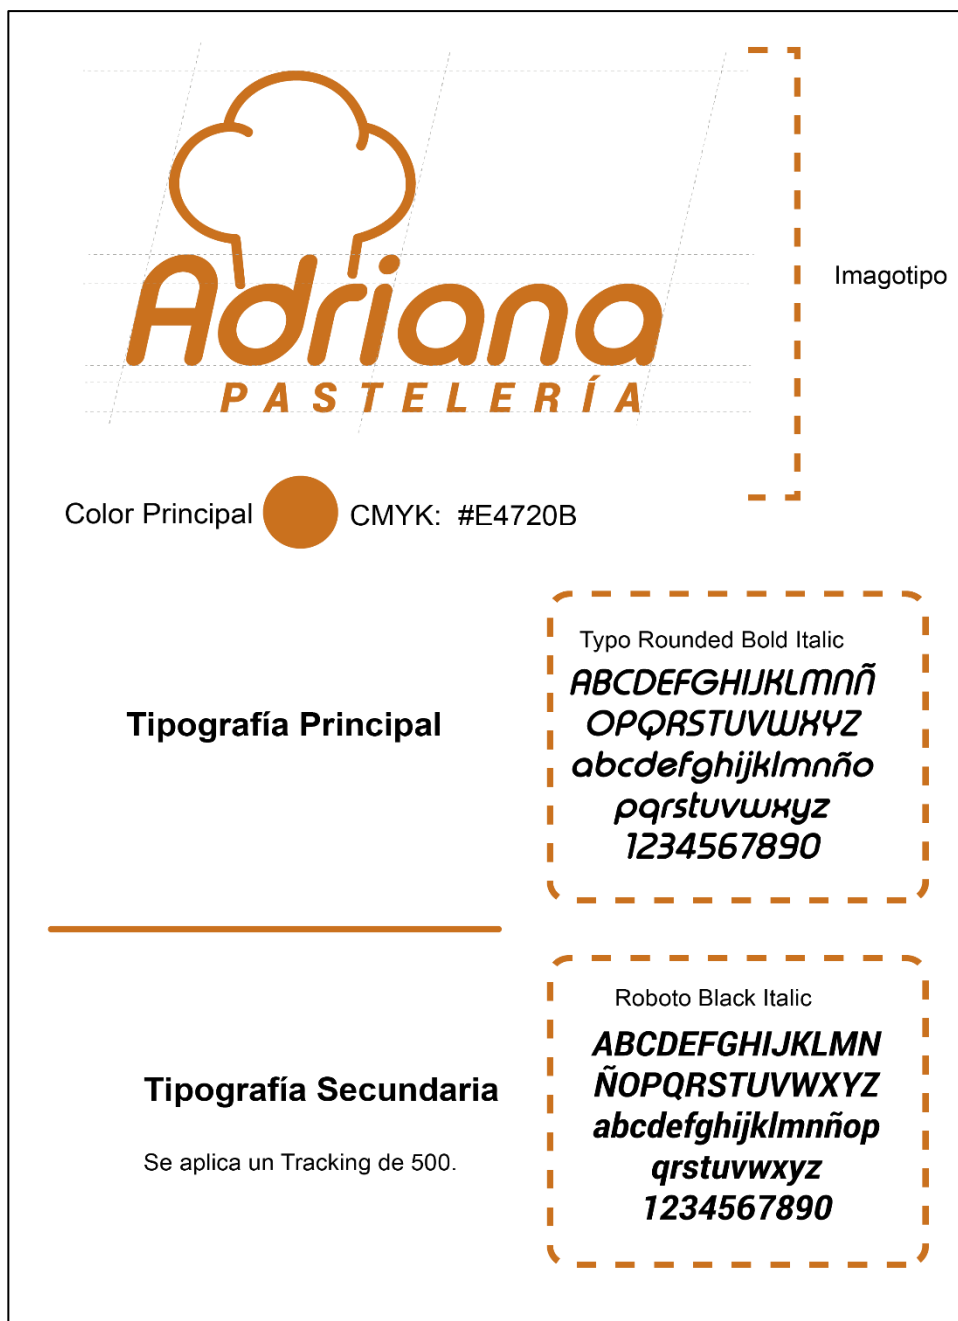 Adriana
PASTELERÍA
Imagotipo
Color Principal CMYK: #E4720B
Tipografía Principal
Typo Rounded Bold Italic
ABCDEFGHIJKLMNÑ
OPQRSTUVWXYZ
abcdefghijklmnño
pqrstuvwxyz
1234567890
Tipografía Secundaria
Se aplica un Tracking de 500.
Roboto Black Italic
ABCDEFGHIJKLMN
ÑOPQRSTUVWXYZ
abcdefghijklmnñop
qrstuvwxyz
1234567890